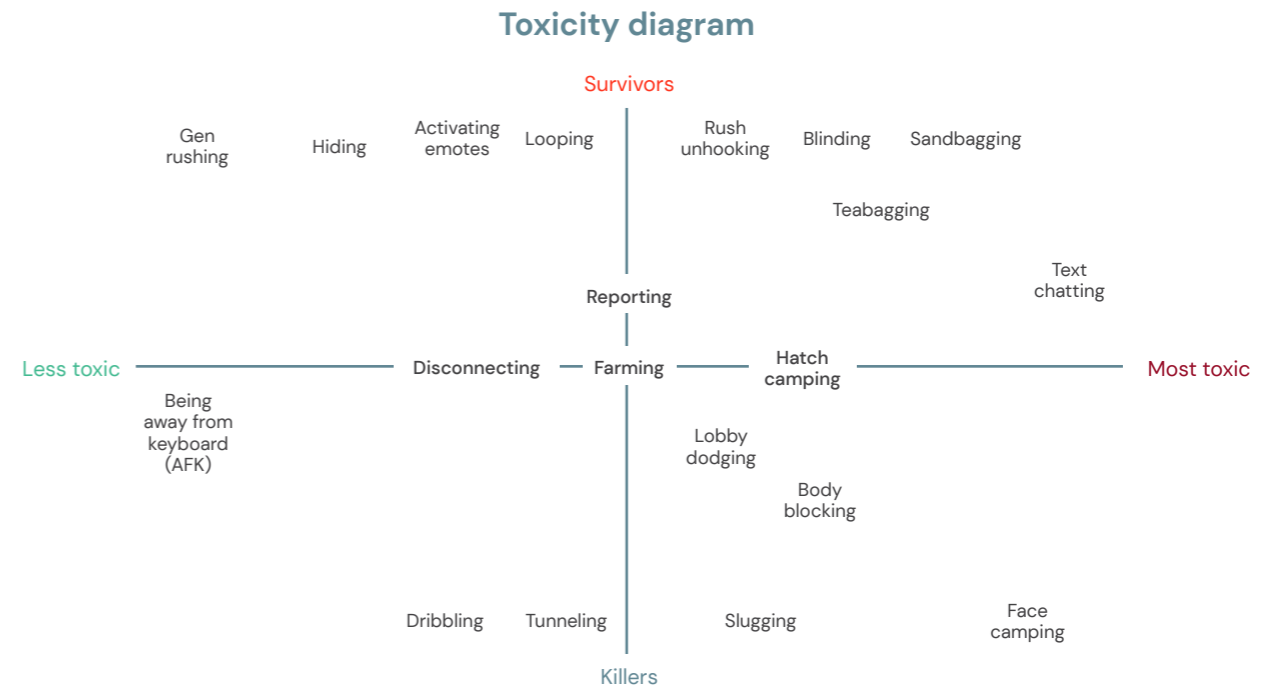 Toxicity diagram
Survivors
Gen
rushing
Hiding
Activating
emotes
Looping
Rush
unhooking
Blinding
Sandbagging
Teabagging
Text
chatting
Reporting
Less toxic
Disconnecting
Farming
Hatch
camping
Most toxic
Being
away from
keyboard
(AFK)
Lobby
dodging
Body
blocking
Dribbling
Tunneling
Slugging
Face
camping
Killers